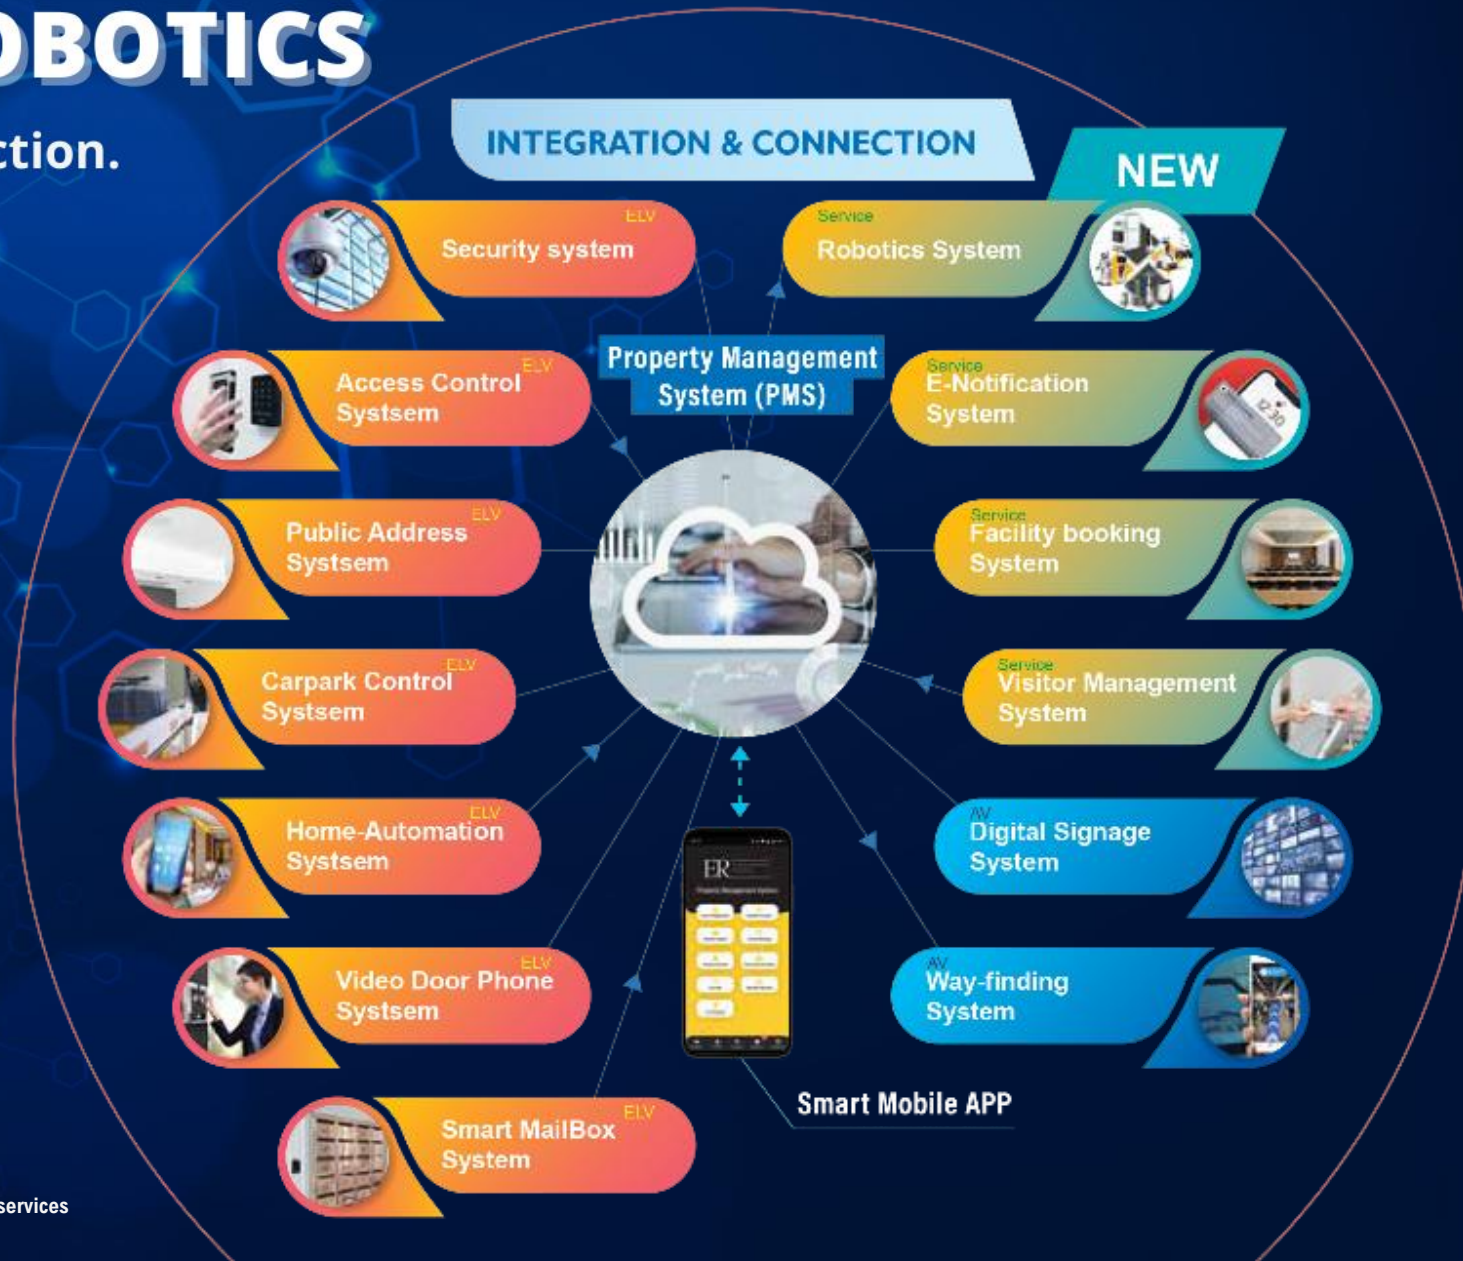 OBOTICS
ction.
INTEGRATION & CONNECTION
NEW
ELV
Security system
Service
Robotics System
Property Management
System (PMS)
ELV
Access Control
Systsem
Service
E-Notification
System
12:30
ELV
Public Address
Systsem
Service
Facility booking
System
ELV
Carpark Control
Systsem
Service
Visitor Management
System
ELV
Home-Automation
Systsem
AV
Digital Signage
System
ER
ELV
Video Door Phone
Systsem
AV
Way-finding
System
Smart Mobile APP
ELV
Smart MailBox
System
services